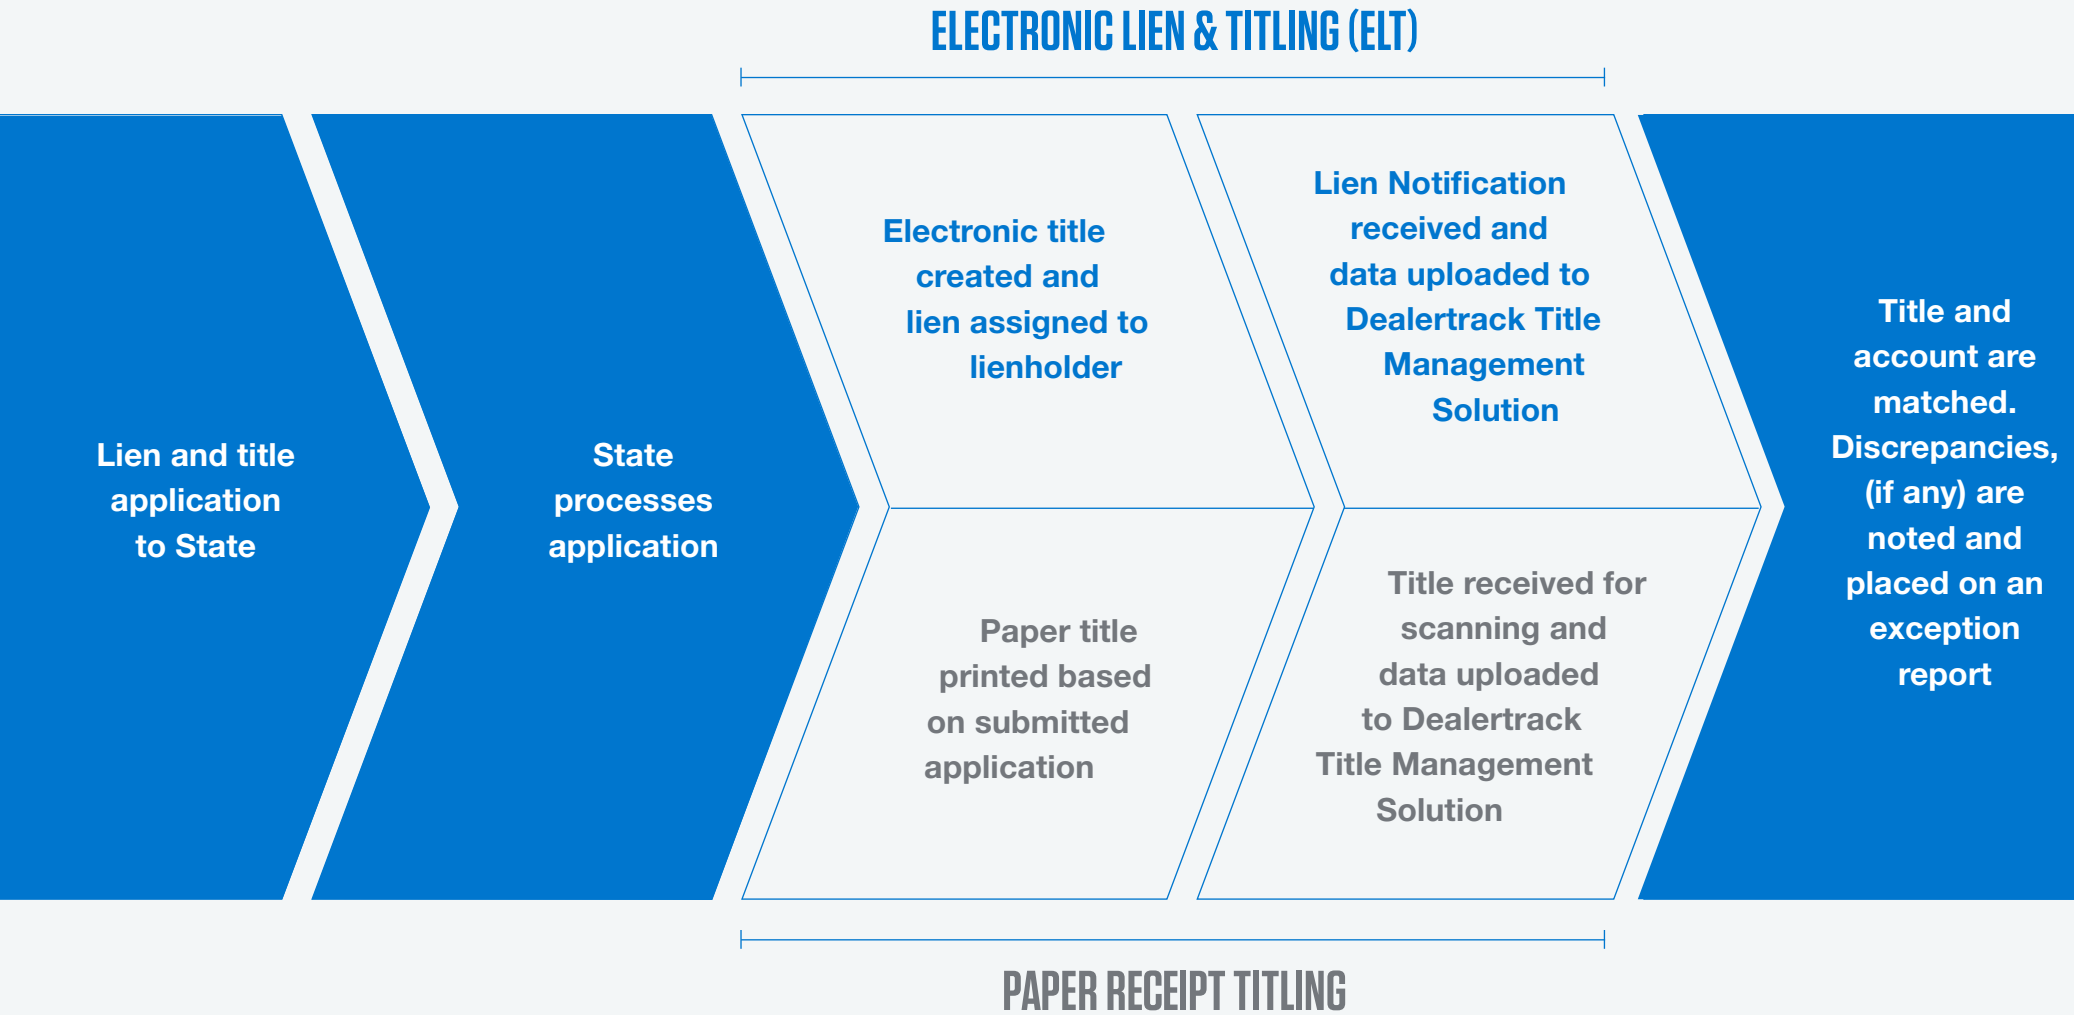 ELECTRONIC LIEN & TITLING (ELT)
Lien and title
application
to State
State
processes
application
Electronic title
created and
lien assigned to
lienholder
Lien Notification
received and
data uploaded to
Dealertrack Title
Management
Solution
Paper title
printed based
on submitted
application
Title received for
scanning and
data uploaded
to Dealertrack
Title Management
Solution
Title and
account are
matched.
Discrepancies,
(if any) are
noted and
placed on an
exception
report
PAPER RECEIPT TITLING